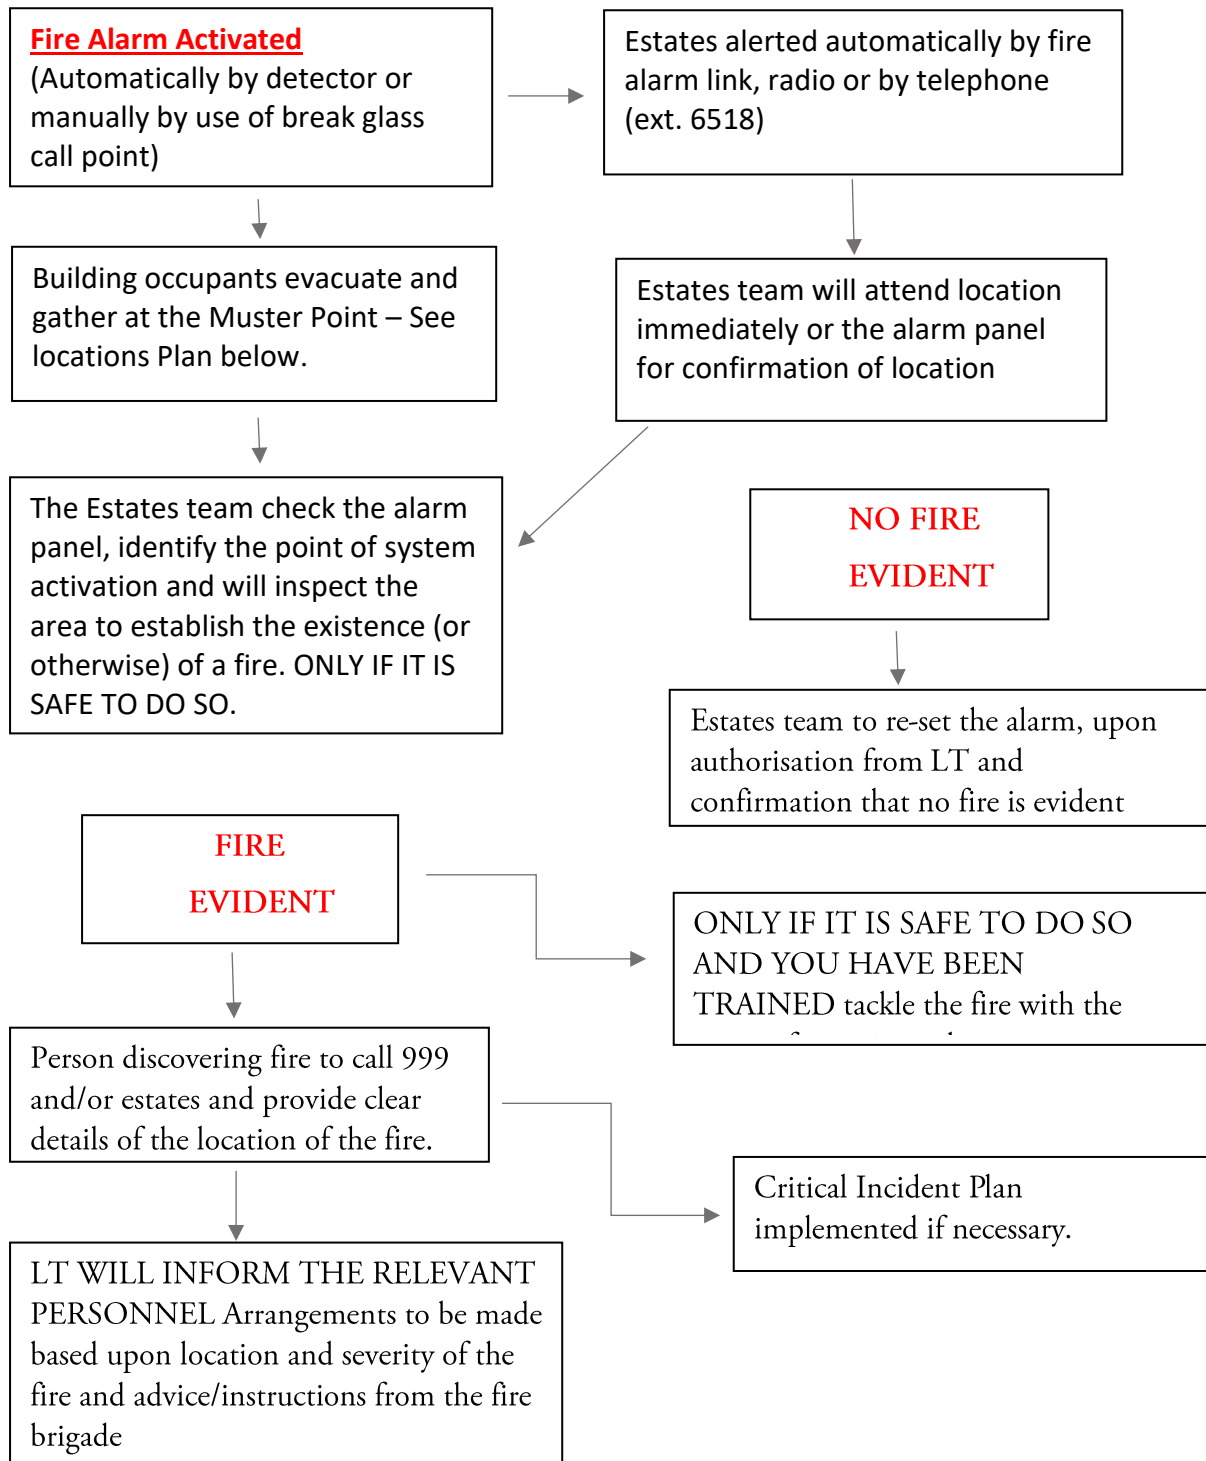 Fire Alarm Activated
(Automatically by detector or
manually by use of break glass
call point)
Estates alerted automatically by fire
alarm link, radio or by telephone
(ext. 6518)
Building occupants evacuate and
gather at the Muster Point – See
locations Plan below.
Estates team will attend location
immediately or the alarm panel
for confirmation of location
The Estates team check the alarm
panel, identify the point of system
activation and will inspect the
area to establish the existence (or
otherwise) of a fire. ONLY IF IT IS
SAFE TO DO SO.
NO FIRE
EVIDENT
Estates team to re-set the alarm, upon
authorisation from LT and
confirmation that no fire is evident
FIRE
EVIDENT
ONLY IF IT IS SAFE TO DO SO
AND YOU HAVE BEEN
TRAINED tackle the fire with the
Person discovering fire to call 999
and/or estates and provide clear
details of the location of the fire.
Critical Incident Plan
implemented if necessary.
LT WILL INFORM THE RELEVANT
PERSONNEL Arrangements to be made
based upon location and severity of the
fire and advice/instructions from the fire
brigade